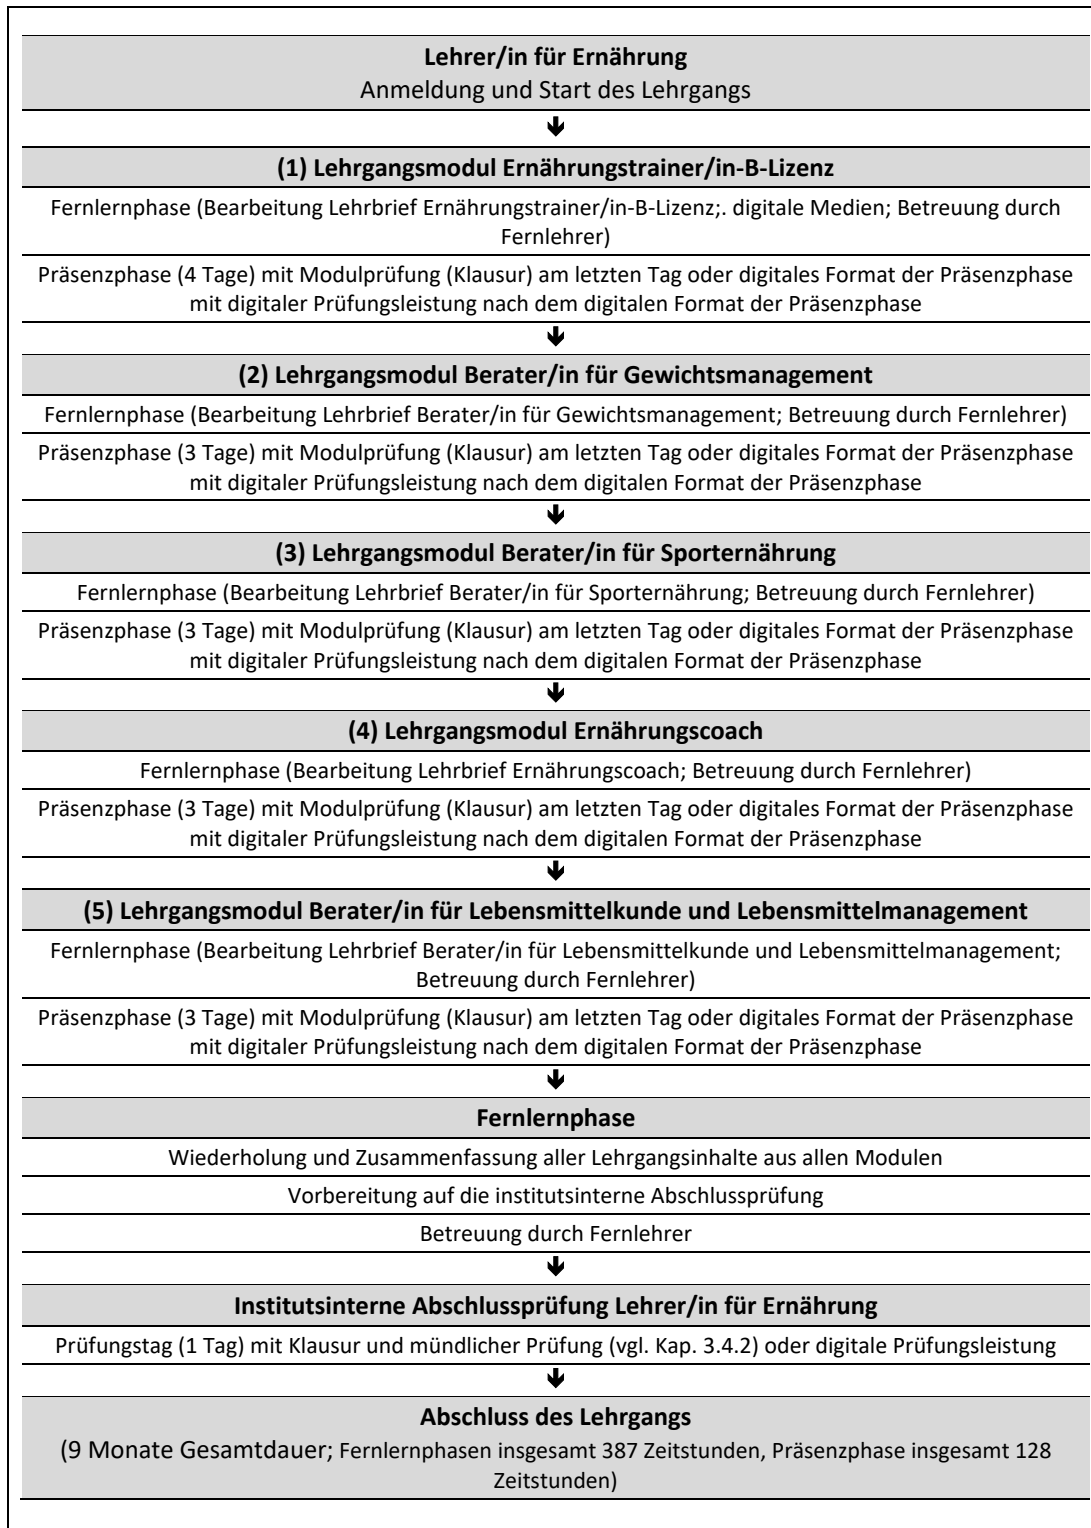 Lehrer/in für Ernährung
Anmeldung und Start des Lehrgangs
🡻
(1) Lehrgangsmodul Ernährungstrainer/in-B-Lizenz
Fernlernphase (Bearbeitung Lehrbrief Ernährungstrainer/in-B-Lizenz;. digitale Medien; Betreuung durch
Fernlehrer)
Präsenzphase (4 Tage) mit Modulprüfung (Klausur) am letzten Tag oder digitales Format der Präsenzphase
mit digitaler Prüfungsleistung nach dem digitalen Format der Präsenzphase
🡻
(2) Lehrgangsmodul Berater/in für Gewichtsmanagement
Fernlernphase (Bearbeitung Lehrbrief Berater/in für Gewichtsmanagement; Betreuung durch Fernlehrer)
Präsenzphase (3 Tage) mit Modulprüfung (Klausur) am letzten Tag oder digitales Format der Präsenzphase
mit digitaler Prüfungsleistung nach dem digitalen Format der Präsenzphase
🡻
(3) Lehrgangsmodul Berater/in für Sporternährung
Fernlernphase (Bearbeitung Lehrbrief Berater/in für Sporternährung; Betreuung durch Fernlehrer)
Präsenzphase (3 Tage) mit Modulprüfung (Klausur) am letzten Tag oder digitales Format der Präsenzphase
mit digitaler Prüfungsleistung nach dem digitalen Format der Präsenzphase
🡻
(4) Lehrgangsmodul Ernährungscoach
Fernlernphase (Bearbeitung Lehrbrief Ernährungscoach; Betreuung durch Fernlehrer)
Präsenzphase (3 Tage) mit Modulprüfung (Klausur) am letzten Tag oder digitales Format der Präsenzphase
mit digitaler Prüfungsleistung nach dem digitalen Format der Präsenzphase
🡻
(5) Lehrgangsmodul Berater/in für Lebensmittelkunde und Lebensmittelmanagement
Fernlernphase (Bearbeitung Lehrbrief Berater/in für Lebensmittelkunde und Lebensmittelmanagement;
Betreuung durch Fernlehrer)
Präsenzphase (3 Tage) mit Modulprüfung (Klausur) am letzten Tag oder digitales Format der Präsenzphase
mit digitaler Prüfungsleistung nach dem digitalen Format der Präsenzphase
🡻
Fernlernphase
Wiederholung und Zusammenfassung aller Lehrgangsinhalte aus allen Modulen
Vorbereitung auf die institutsinterne Abschlussprüfung
Betreuung durch Fernlehrer
🡻
Institutsinterne Abschlussprüfung Lehrer/in für Ernährung
Prüfungstag (1 Tag) mit Klausur und mündlicher Prüfung (vgl. Kap. 3.4.2) oder digitale Prüfungsleistung
🡻
Abschluss des Lehrgangs
(9 Monate Gesamtdauer; Fernlernphasen insgesamt 387 Zeitstunden, Präsenzphase insgesamt 128
Zeitstunden)